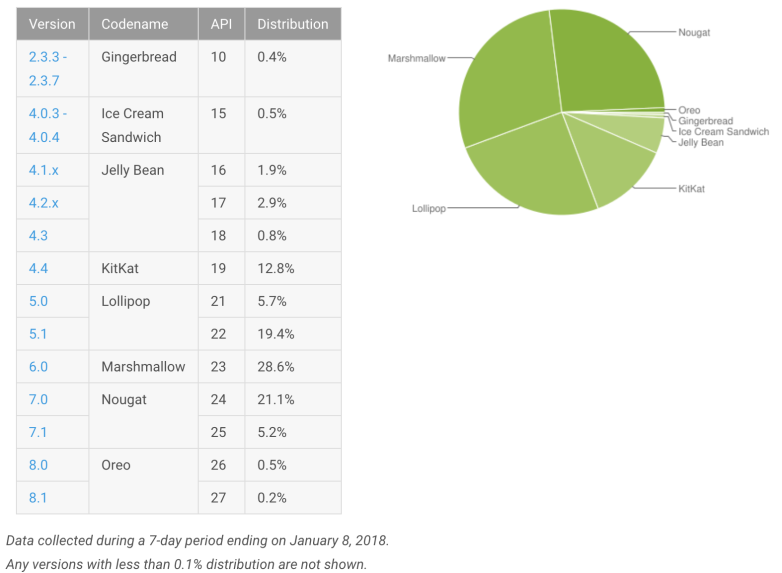 Version Codename API Distribution
2.3.3 - Gingerbread 10 0.4%
2.3.7
4.0.3 - Ice Cream 15 0.5%
4.0.4 Sandwich
4.1.x Jelly Bean 16 1.9%
4.2.x 17 2.9%
4.3 18 0.8%
4.4 KitKat 19 12.8%
5.0 Lollipop 21 5.7%
5.1 22 19.4%
6.0 Marshmallow 23 28.6%
7.0 Nougat 24 21.1%
7.1 25 5.2%
8.0 Oreo 26 0.5%
8.1 27 0.2%
Nougat
Marshmallow
Oreo
Gingerbread
Ice Cream Sandwich
Jelly Bean
KitKat
Lollipop
Data collected during a 7-day period ending on January 8, 2018.
Any versions with less than 0.1% distribution are not shown.